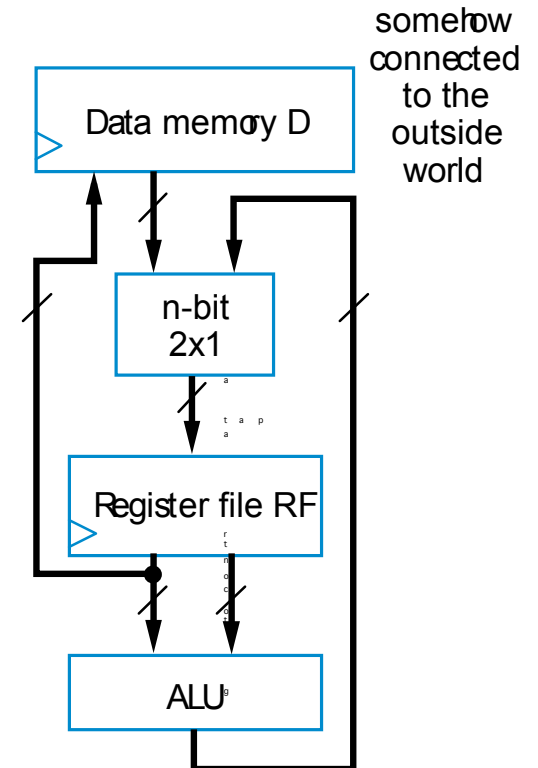 somehow
connected
to the
outside
world
Data memory D
n-bit
2x1
a
t a p
a
Register file RF
r
t
n
o
c
ALU
g